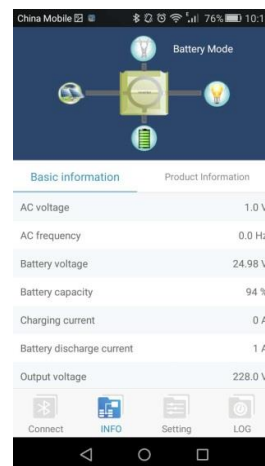 China Mobile 76% 10:1
Battery Mode
Basic information Product Information
AC voltage 1.0 V
AC frequency 0.0 Hz
Battery voltage 24.98 V
Battery capacity 94 %
Charging current 0 A
Battery discharge current 1 A
Output voltage 228.0 V
Connect INFO Setting LOG